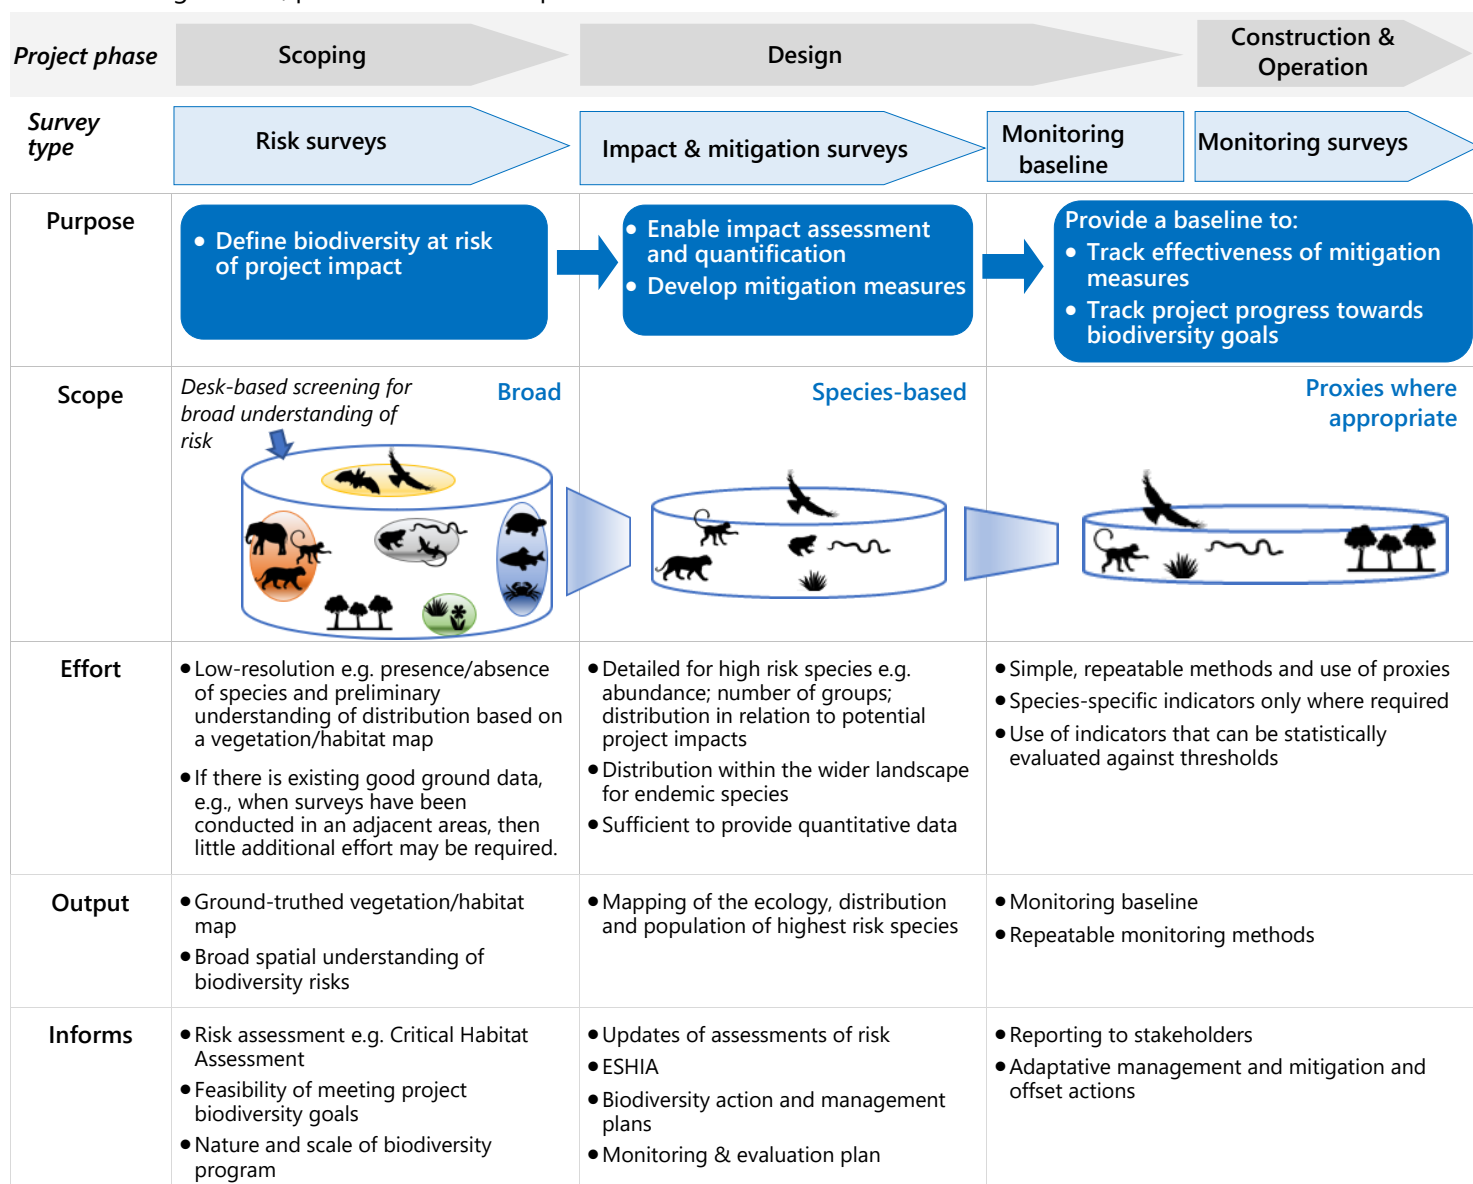 Project phase
Scoping
Design
Construction &
Operation
Survey
type
Risk surveys
Impact & mitigation surveys
Monitoring
baseline
Monitoring surveys
Purpose
• Define biodiversity at risk
of project impact
• Enable impact assessment
and quantification
• Develop mitigation measures
Provide a baseline to:
• Track effectiveness of mitigation
measures
• Track project progress towards
biodiversity goals
Scope
Desk-based screening for
broad understanding of
risk
Broad
Species-based
Proxies where
appropriate
Effort
• Low-resolution e.g. presence/absence
of species and preliminary
understanding of distribution based on
a vegetation/habitat map
• If there is existing good ground data,
e.g., when surveys have been
conducted in an adjacent areas, then
little additional effort may be required.
• Detailed for high risk species e.g.
abundance; number of groups;
distribution in relation to potential
project impacts
• Distribution within the wider landscape
for endemic species
• Sufficient to provide quantitative data
• Simple, repeatable methods and use of proxies
• Species-specific indicators only where required
• Use of indicators that can be statistically
evaluated against thresholds
Output
• Ground-truthed vegetation/habitat
map
• Broad spatial understanding of
biodiversity risks
• Mapping of the ecology, distribution
and population of highest risk species
• Monitoring baseline
• Repeatable monitoring methods
Informs
• Risk assessment e.g. Critical Habitat
Assessment
• Feasibility of meeting project
biodiversity goals
• Nature and scale of biodiversity
program
• Updates of assessments of risk
• ESHIA
• Biodiversity action and management
plans
• Monitoring & evaluation plan
• Reporting to stakeholders
• Adaptative management and mitigation and
offset actions